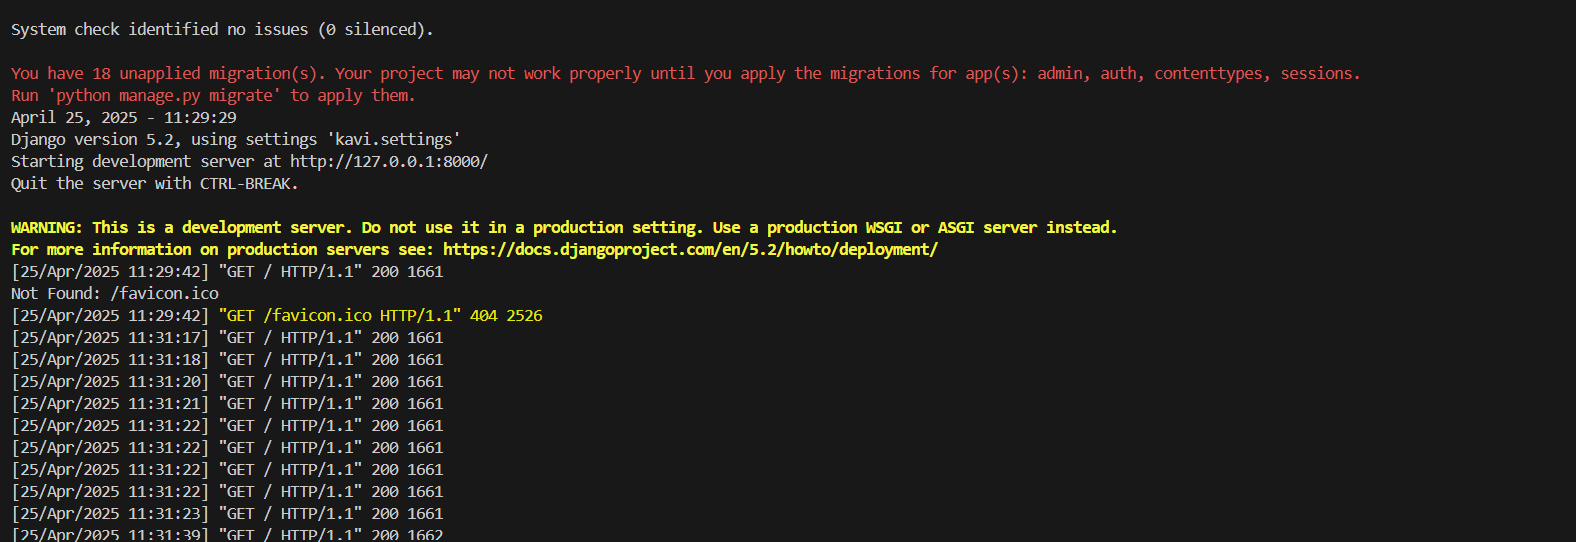 System check identified no issues (0 silenced).
You have 18 unapplied migration(s). Your project may not work properly until you apply the migrations for app(s): admin, auth, contenttypes, sessions.
Run 'python manage.py migrate' to apply them.
April 25, 2025 - 11:29:29
Django version 5.2, using settings 'kavi.settings'
Starting development server at http://127.0.0.1:8000/
Quit the server with CTRL-BREAK.
WARNING: This is a development server. Do not use it in a production setting. Use a production WSGI or ASGI server instead.
For more information on production servers see: https://docs.djangoproject.com/en/5.2/howto/deployment/
[25/Apr/2025 11:29:42] "GET / HTTP/1.1" 200 1661
Not Found: /favicon.ico
[25/Apr/2025 11:29:42] "GET /favicon.ico HTTP/1.1" 404 2526
[25/Apr/2025 11:31:17] "GET / HTTP/1.1" 200 1661
[25/Apr/2025 11:31:18] "GET / HTTP/1.1" 200 1661
[25/Apr/2025 11:31:20] "GET / HTTP/1.1" 200 1661
[25/Apr/2025 11:31:21] "GET / HTTP/1.1" 200 1661
[25/Apr/2025 11:31:22] "GET / HTTP/1.1" 200 1661
[25/Apr/2025 11:31:22] "GET / HTTP/1.1" 200 1661
[25/Apr/2025 11:31:22] "GET / HTTP/1.1" 200 1661
[25/Apr/2025 11:31:22] "GET / HTTP/1.1" 200 1661
[25/Apr/2025 11:31:23] "GET / HTTP/1.1" 200 1661
[25/Apr/2025 11:31:39] "GET / HTTP/1.1" 200 1662